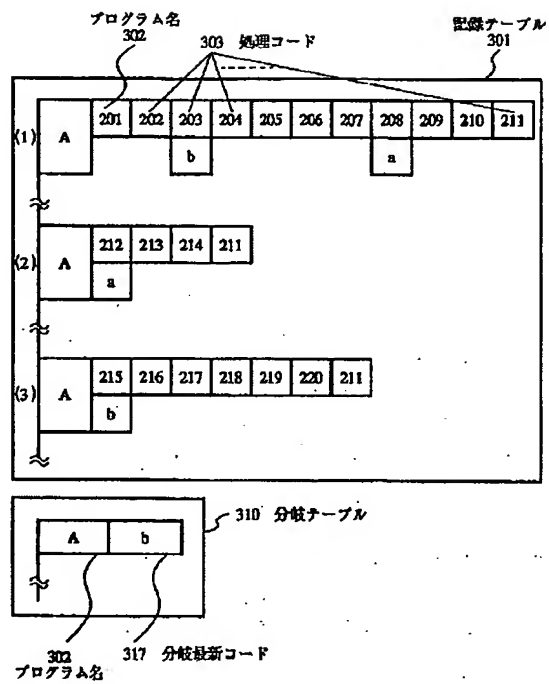 プログラム名
302
303 処理コード
記録テーブル
301
(1) A 201 202 203 204 205 206 207 208 209 210 211
b a
(2) A 212 213 214 211
a
(3) A 215 216 217 218 219 220 211
b
310 分岐テーブル
A b
302 317 分岐最新コード
プログラム名